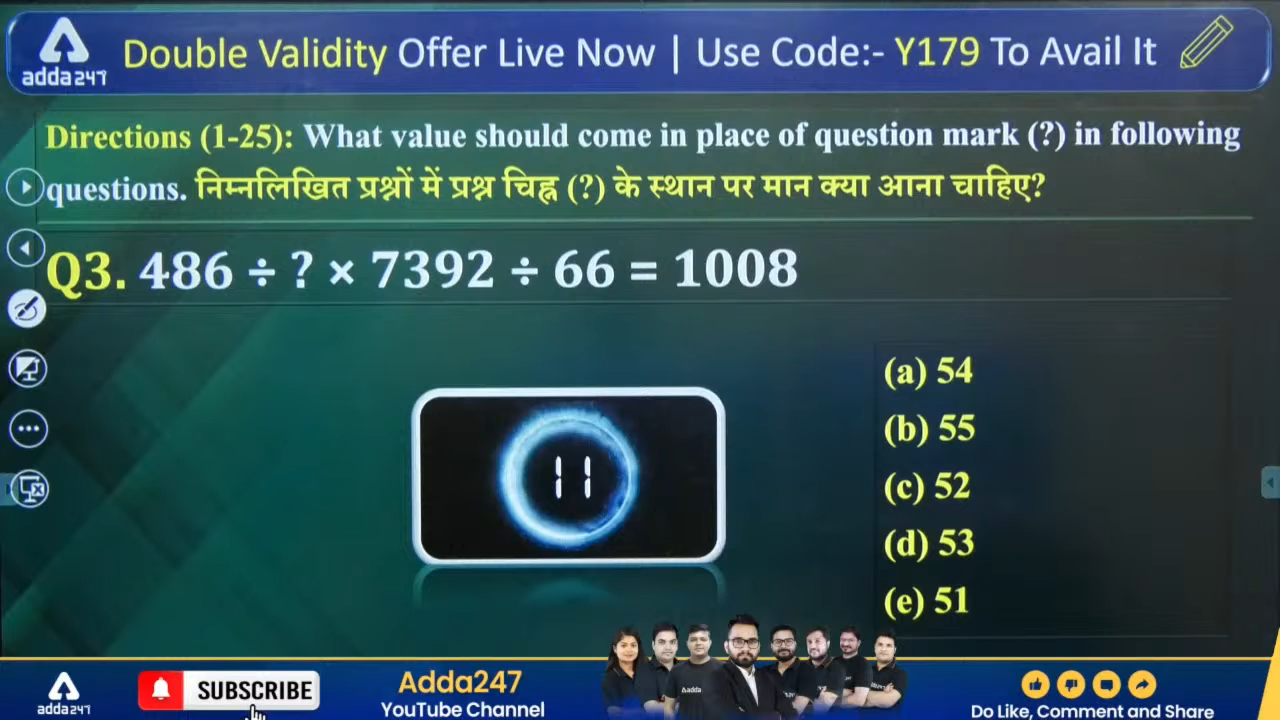 adda247
Double Validity Offer Live Now | Use Code:- Y179 To Avail It
Directions (1-25): What value should come in place of question mark (?) in following
questions. निम्नलिखित प्रश्नों में प्रश्न चिह्न (?) के स्थान पर मान क्या आना चाहिए?
Q3. 486 ÷ ? × 7392 ÷ 66 = 1008
11
(a) 54
(b) 55
(c) 52
(d) 53
(e) 51
adda247
SUBSCRIBE
Adda247
YouTube Channel
Adda
Do Like, Comment and Share